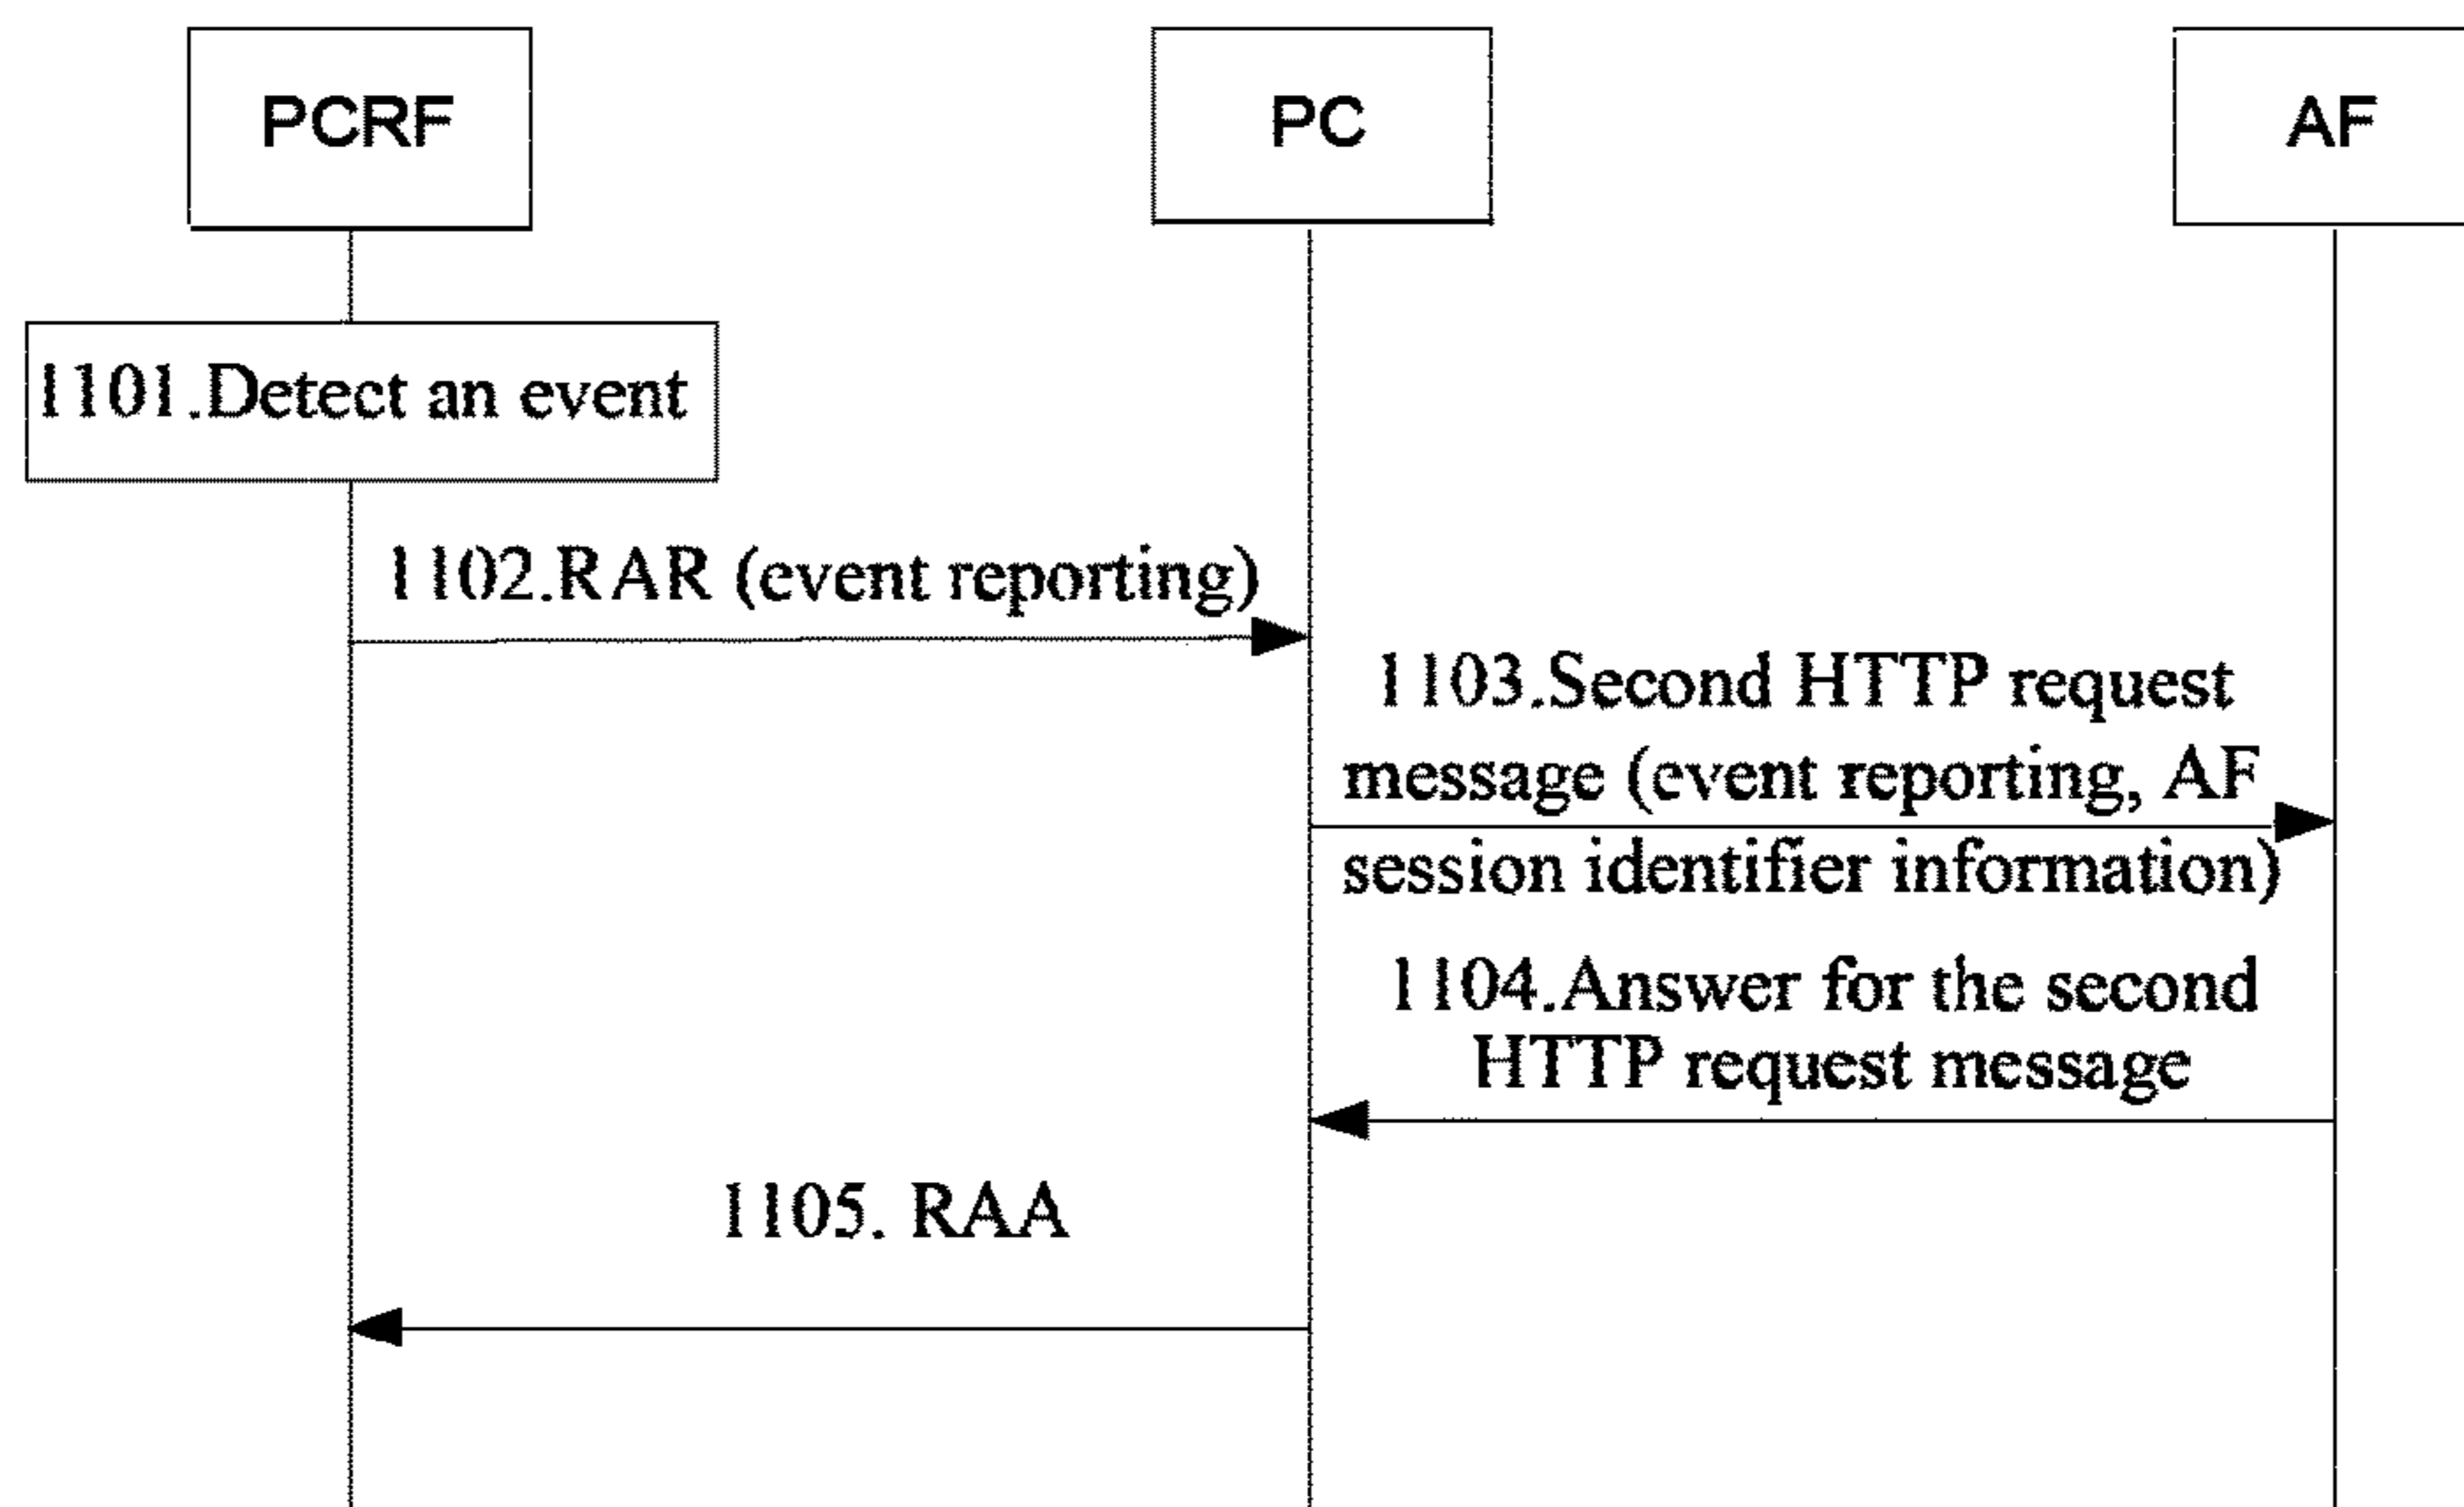 PCRF
PC
AF
1101.Detect an event
1102.RAR (event reporting)
1103.Second HTTP request
message (event reporting, AF
session identifier information)
1104.Answer for the second
HTTP request message
1105. RAA